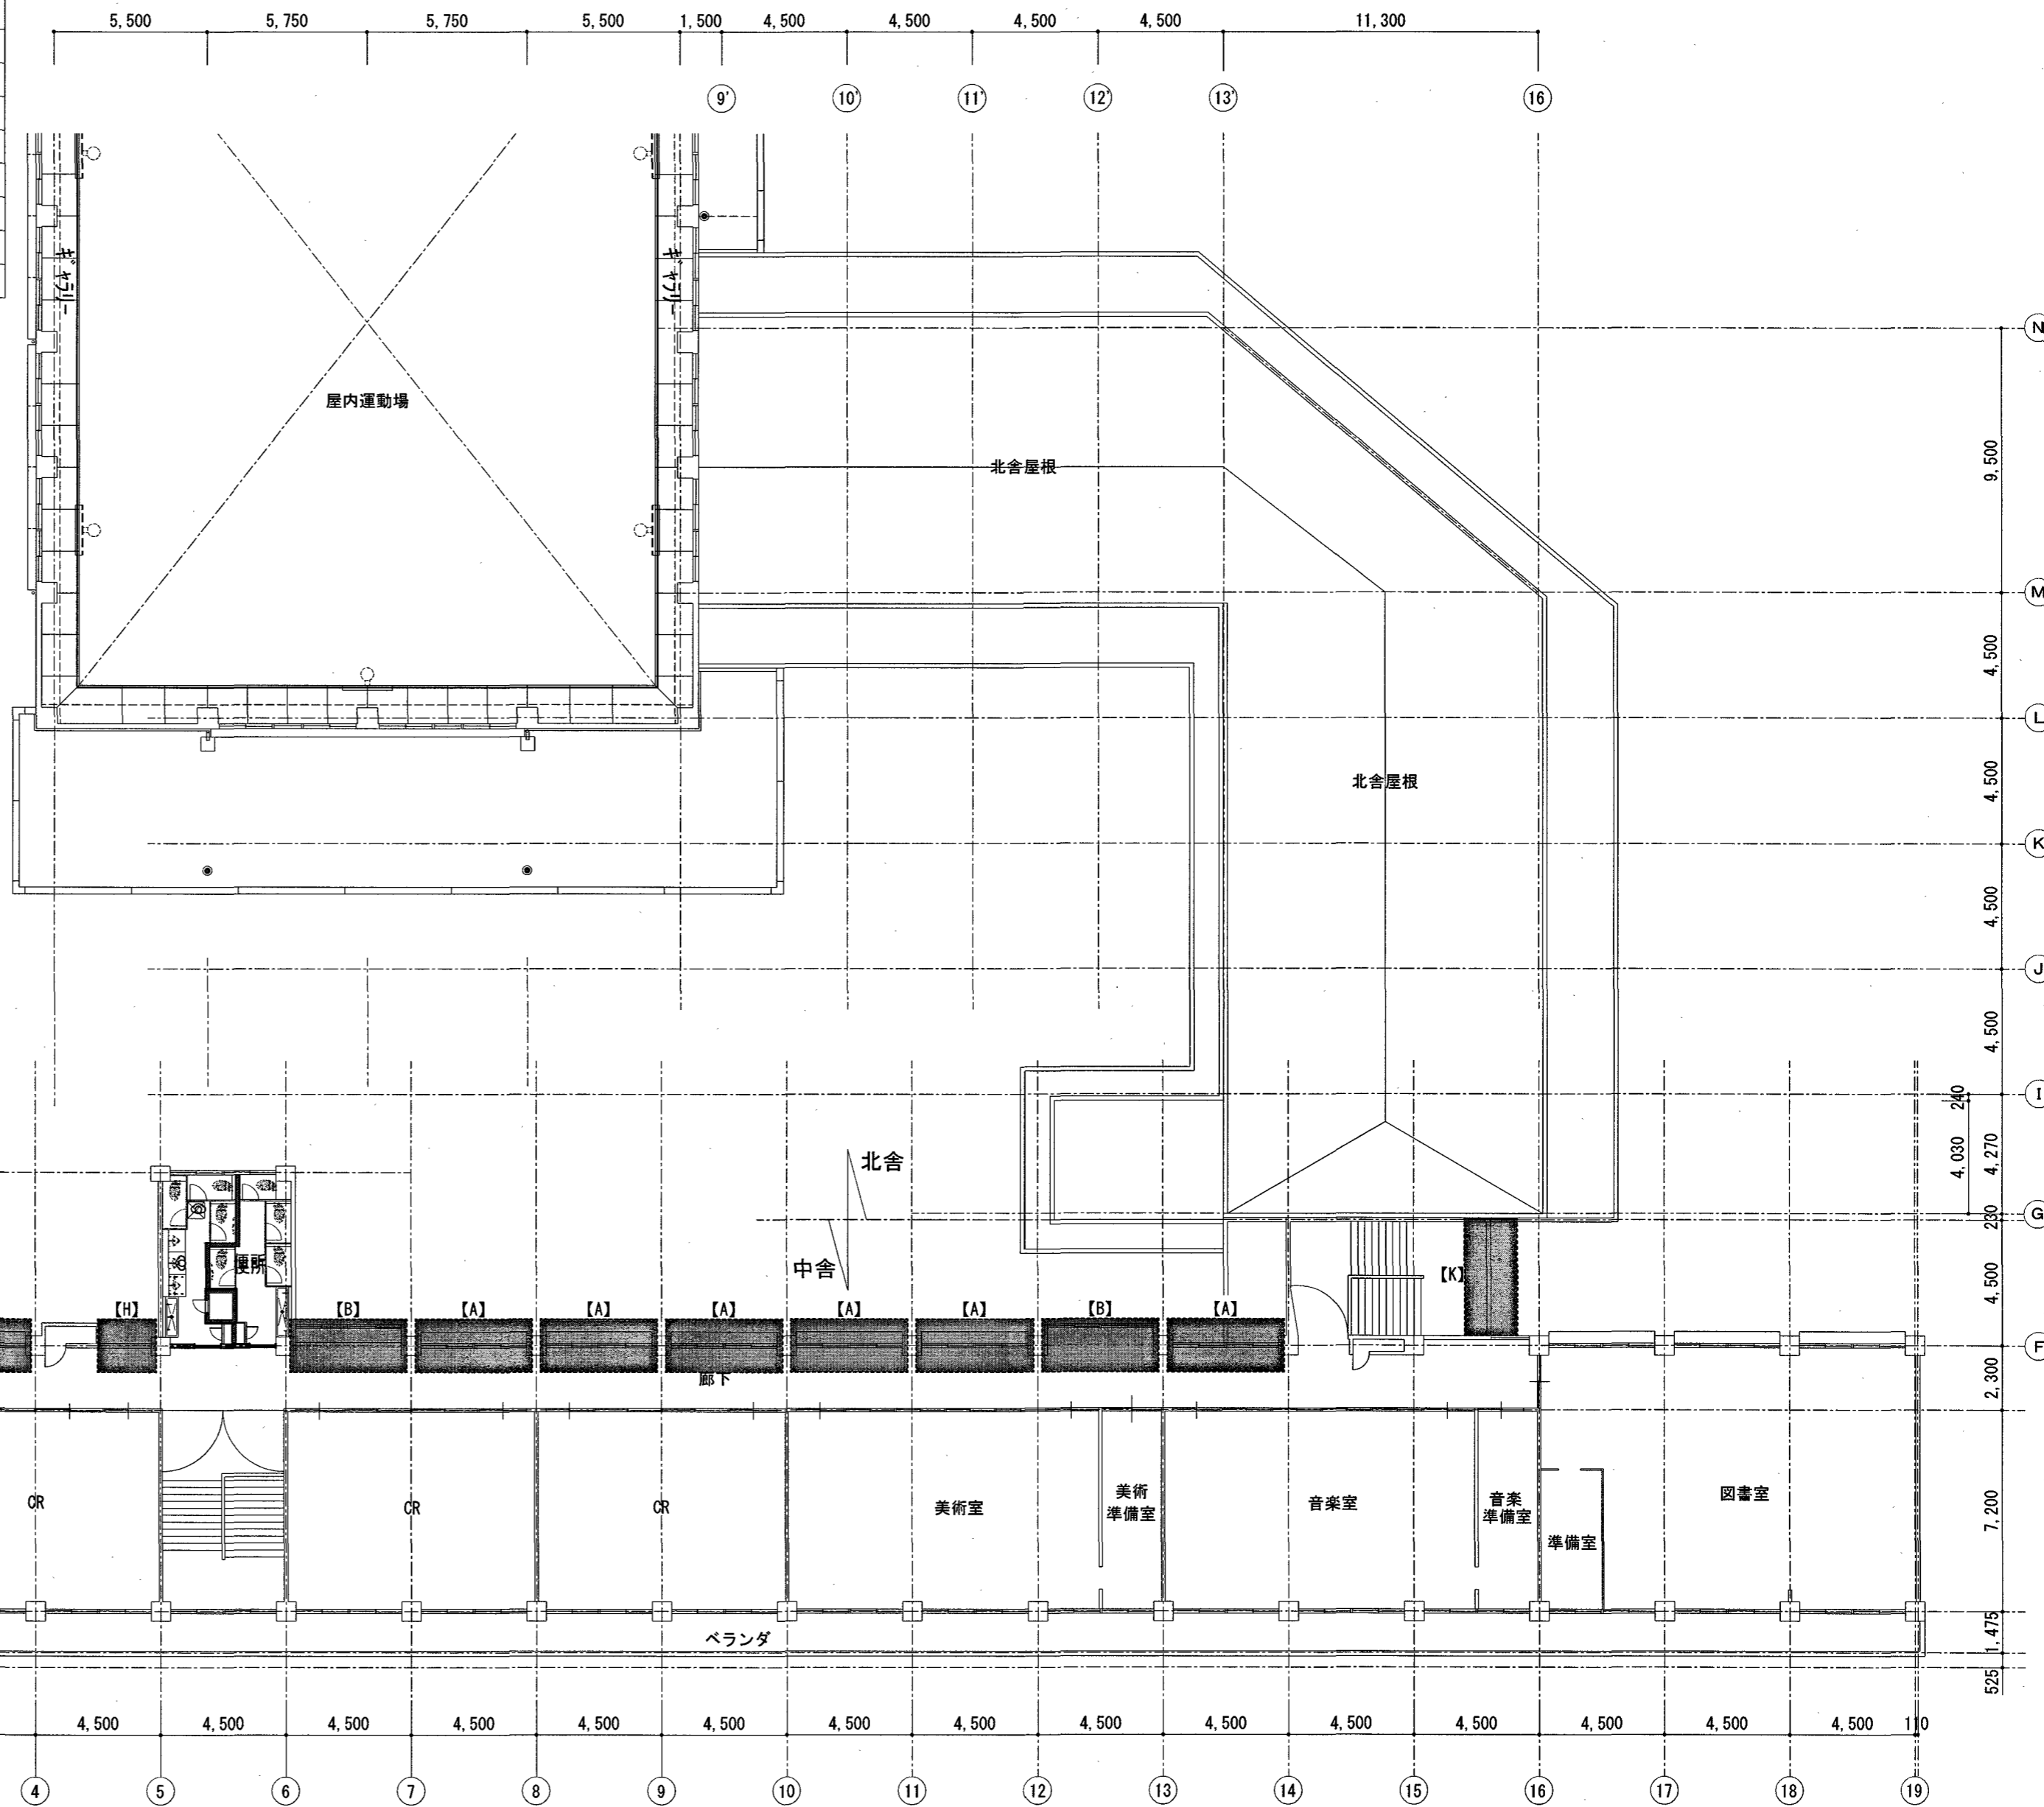 5,500 5,750 5,750 5,500 1,500 4,500 4,500 4,500 4,500 11,300
9' 10' 11' 12' 13' 16
ギャラリー
ギャラリー
屋内運動場
北舎屋根
北舎屋根
N
9,500
M
4,500
L
4,500
K
4,500
J
4,500
I
240
4,030
4,270
G
230
4,500
F
2,300
7,200
1,475
525
北舎
中舎
便所
【H】 【B】 【A】 【A】 【A】 【A】 【A】 【B】 【A】
【K】
廊下
CR
CR
CR
美術室
美術
準備室
音楽室
音楽
準備室
準備室
図書室
ベランダ
4,500 4,500 4,500 4,500 4,500 4,500 4,500 4,500 4,500 4,500 4,500 4,500 4,500 4,500 4,500 110
4 5 6 7 8 9 10 11 12 13 14 15 16 17 18 19